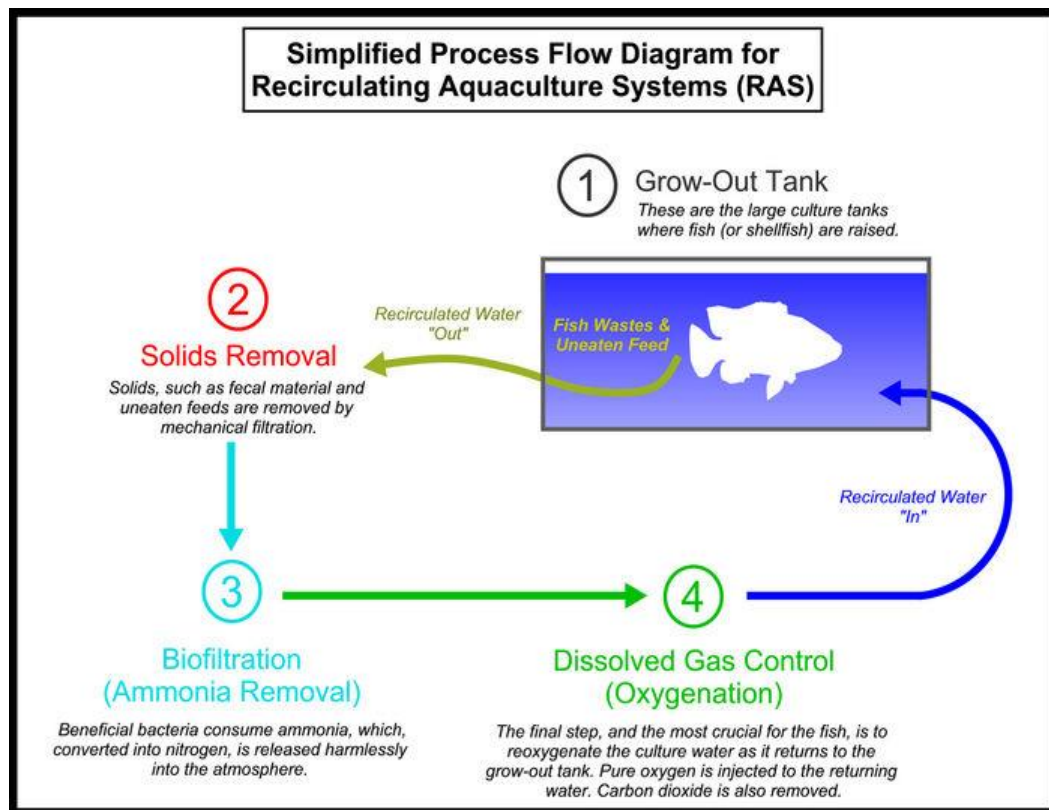 Simplified Process Flow Diagram for
Recirculating Aquaculture Systems (RAS)
1
Grow-Out Tank
These are the large culture tanks
where fish (or shellfish) are raised.
Fish Wastes &
Uneaten Feed
Recirculated Water
"Out"
2
Solids Removal
Solids, such as fecal material and
uneaten feeds are removed by
mechanical filtration.
3
Biofiltration
(Ammonia Removal)
Beneficial bacteria consume ammonia, which,
converted into nitrogen, is released harmlessly
into the atmosphere.
4
Dissolved Gas Control
(Oxygenation)
The final step, and the most crucial for the fish, is to
reoxygenate the culture water as it returns to the
grow-out tank. Pure oxygen is injected to the returning
water. Carbon dioxide is also removed.
Recirculated Water
"In"